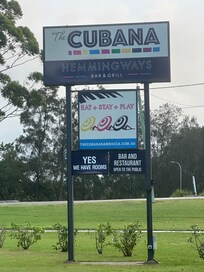 The
CUBANA
HEMMINGWAYS
BAR & GRILL
EAT + STAY + PLAY
YES
WE HAVE ROOMS
BAR AND
RESTAURANT
OPEN TO THE PUBLIC